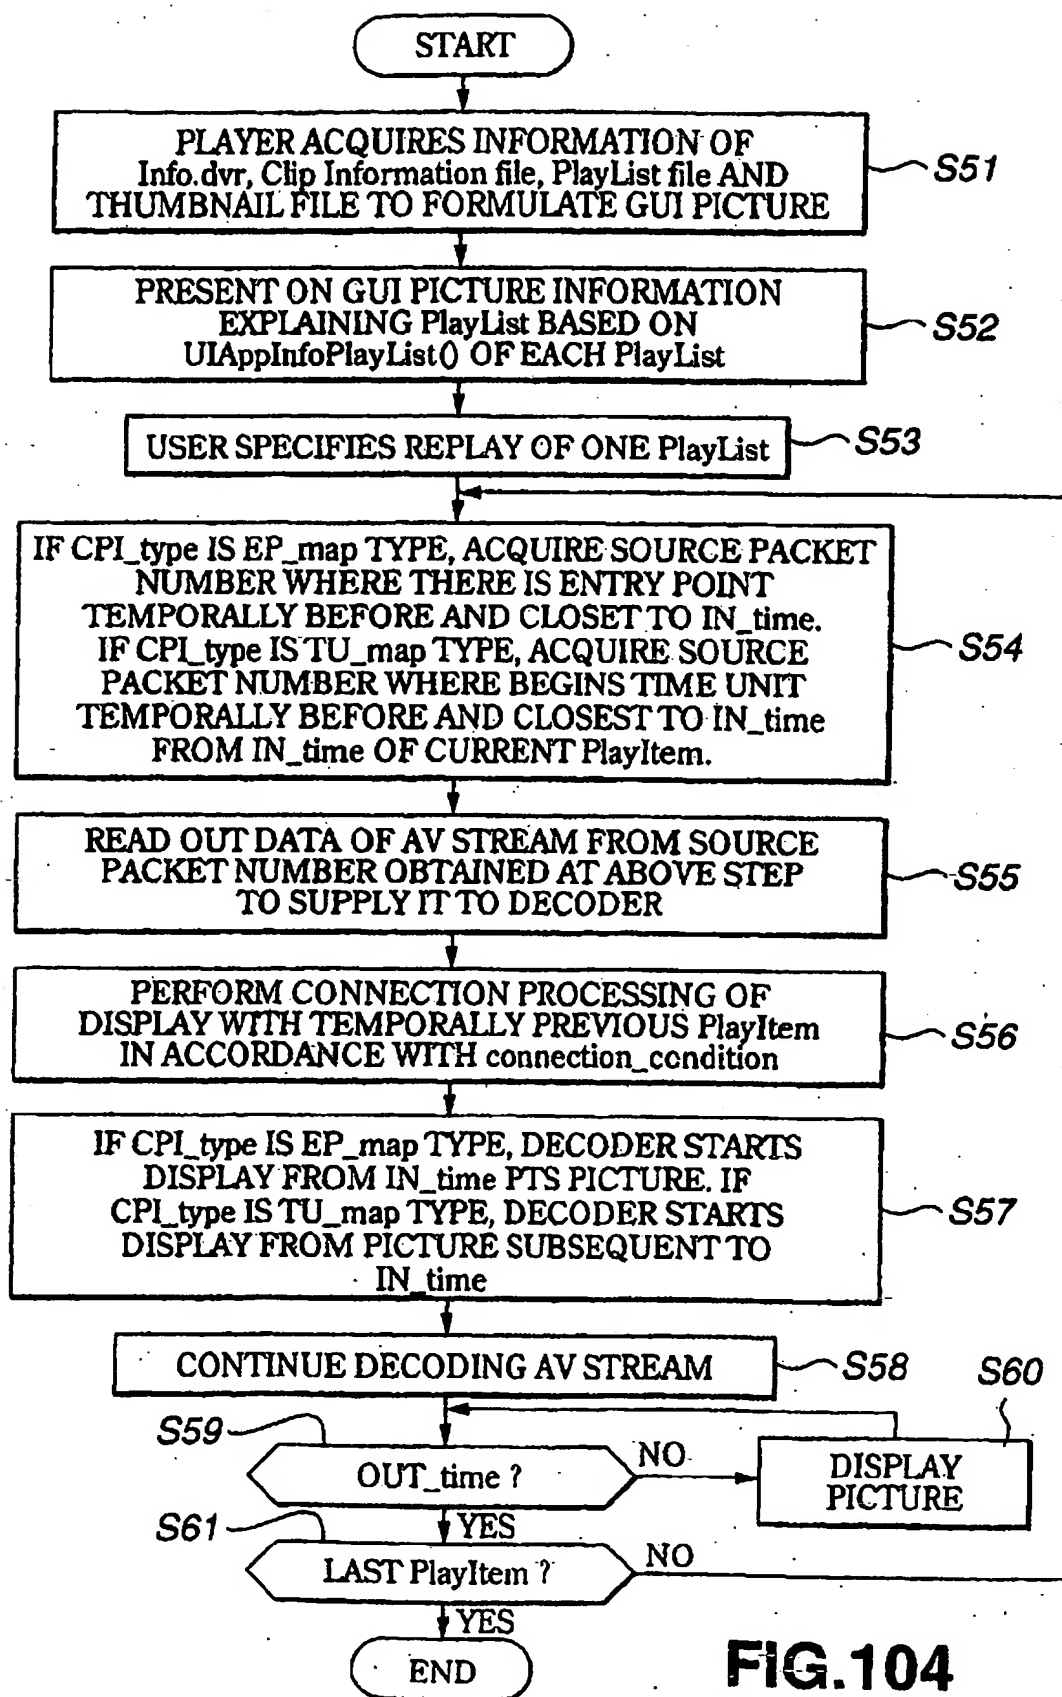 START
PLAYER ACQUIRES INFORMATION OF
Info.dvr, Clip Information file, PlayList file AND
THUMBNAIL FILE TO FORMULATE GUI PICTURE
S51
PRESENT ON GUI PICTURE INFORMATION
EXPLAINING PlayList BASED ON
UIAppInfoPlayList() OF EACH PlayList
S52
USER SPECIFIES REPLAY OF ONE PlayList
S53
IF CPI_type IS EP_map TYPE, ACQUIRE SOURCE PACKET
NUMBER WHERE THERE IS ENTRY POINT
TEMPORALLY BEFORE AND CLOSET TO IN_time.
IF CPI_type IS TU_map TYPE, ACQUIRE SOURCE
PACKET NUMBER WHERE BEGINS TIME UNIT
TEMPORALLY BEFORE AND CLOSEST TO IN_time
FROM IN_time OF CURRENT PlayItem.
S54
READ OUT DATA OF AV STREAM FROM SOURCE
PACKET NUMBER OBTAINED AT ABOVE STEP
TO SUPPLY IT TO DECODER
S55
PERFORM CONNECTION PROCESSING OF
DISPLAY WITH TEMPORALLY PREVIOUS PlayItem
IN ACCORDANCE WITH connection_condition
S56
IF CPI_type IS EP_map TYPE, DECODER STARTS
DISPLAY FROM IN_time PTS PICTURE. IF
CPI_type IS TU_map TYPE, DECODER STARTS
DISPLAY FROM PICTURE SUBSEQUENT TO
IN_time
S57
CONTINUE DECODING AV STREAM
S58
S60
S59
OUT_time ?
NO
DISPLAY
PICTURE
YES
S61
LAST PlayItem ?
NO
YES
END
FIG.104